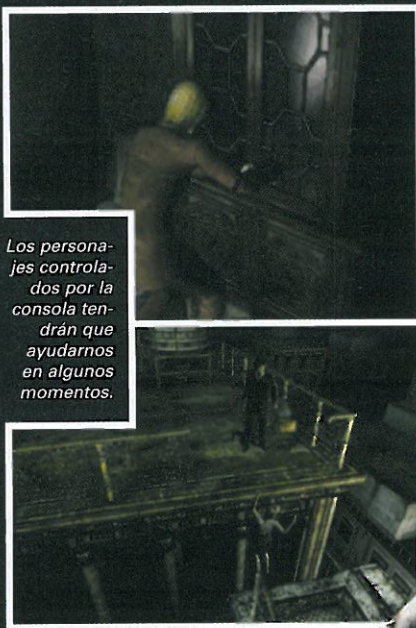 Los persona-
jes controla-
dos por la
consola ten-
drán que
ayudarnos
en algunos
momentos.